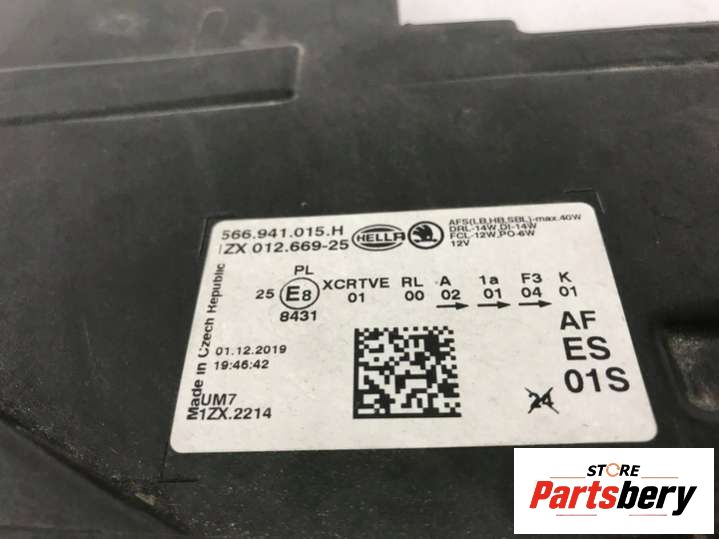 566.941.015.H
1ZX 012.669-25
HELLA
AFS(LB,HB,SBL)-max.40W
DRL-14W,DI-14W
FCL-12W,PO-6W
12V
PL
25 E8 XCRTVE RL A 1a F3 K
8431 01 00 02 01 04 01
Made in Czech Republic
01.12.2019
19:46:42
UM7
1ZX.2214
AF
ES
01S
24
STORE
Partsbery